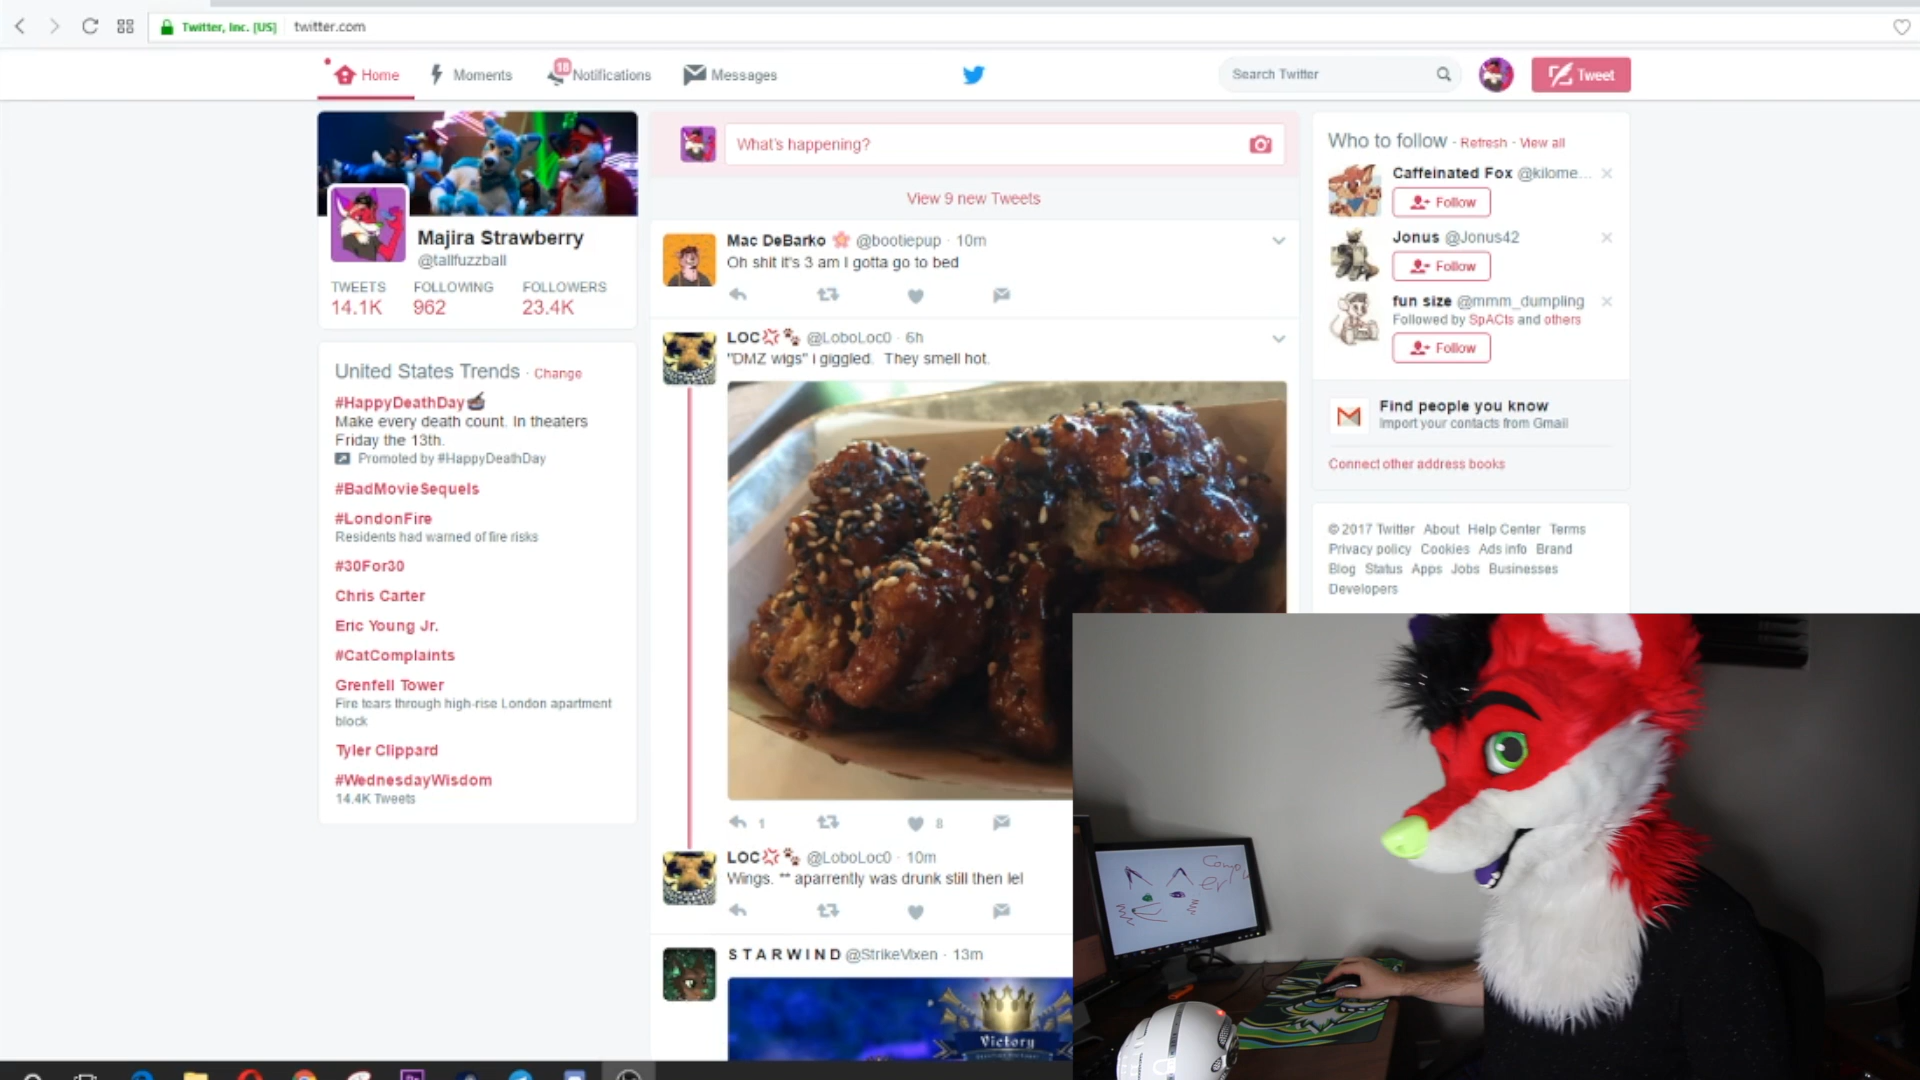 Twitter, Inc. [US] twitter.com
Home Moments 18 Notifications Messages Search Twitter Tweet
Majira Strawberry
@tallfuzzball
TWEETS FOLLOWING FOLLOWERS
14.1K 962 23.4K
United States Trends · Change
#HappyDeathDay
Make every death count. In theaters
Friday the 13th.
Promoted by #HappyDeathDay
#BadMovieSequels
#LondonFire
Residents had warned of fire risks
#30For30
Chris Carter
Eric Young Jr.
#CatComplaints
Grenfell Tower
Fire tears through high-rise London apartment
block
Tyler Clippard
#WednesdayWisdom
14.4K Tweets
What's happening?
View 9 new Tweets
Mac DeBarko 🌸 @bootiepup · 10m
Oh shit it's 3 am I gotta go to bed
LOC💢🐾 @LoboLoc0 · 6h
"DMZ wigs" i giggled. They smell hot.
1 8
LOC💢🐾 @LoboLoc0 · 10m
Wings. ** aparrently was drunk still then lel
S T A R W I N D @StrikeVixen · 13m
Victory
Who to follow · Refresh · View all
Caffeinated Fox @kilome...
Follow
Jonus @Jonus42
Follow
fun size @mmm_dumpling
Followed by SpActs and others
Follow
Find people you know
Import your contacts from Gmail
Connect other address books
© 2017 Twitter About Help Center Terms
Privacy policy Cookies Ads info Brand
Blog Status Apps Jobs Businesses
Developers
Compu
er